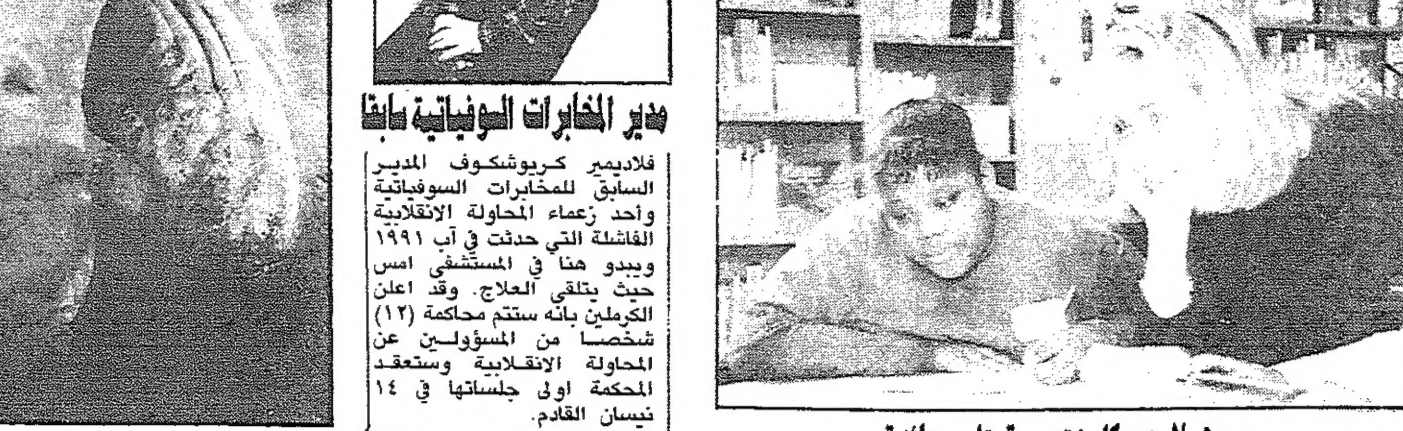 مدير المخابرات السوفياتية سابقا
فلاديمير كريوشكوف المدير
السابق للمخابرات السوفياتية
وأحد زعماء المحاولة الانقلابية
الفاشلة التي حدثت في آب ١٩٩١
ويبدو هنا في المستشفى امس
حيث يتلقى العلاج. وقد اعلن
الكرملين بانه ستتم محاكمة (١٢)
شخصا من المسؤولين عن
المحاولة الانقلابية وستعقد
المحكمة اولى جلساتها في ١٤
نيسان القادم.